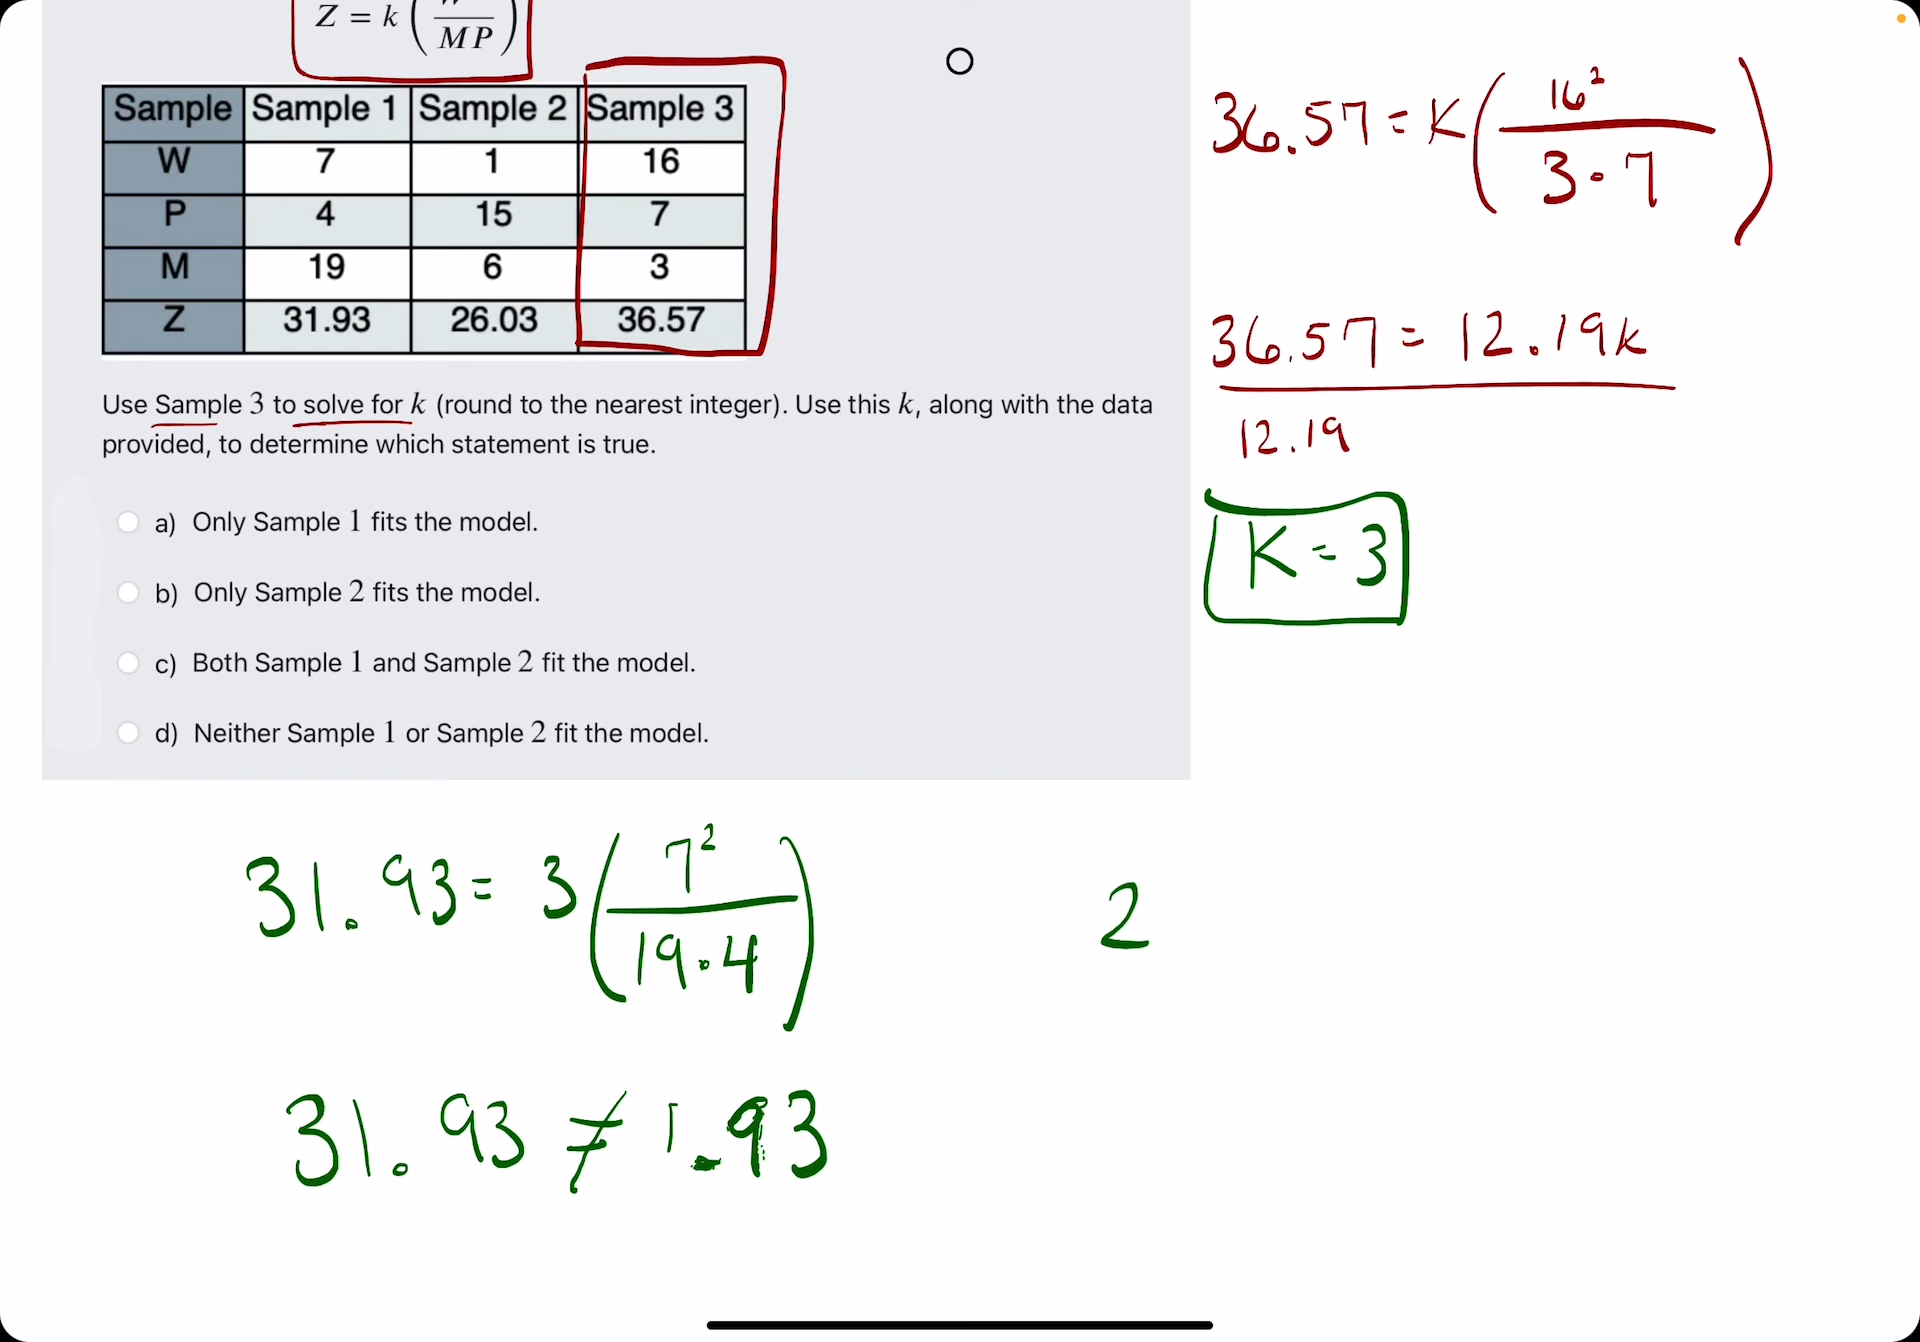 Z = k ( / MP )
Sample Sample 1 Sample 2 Sample 3
W 7 1 16
P 4 15 7
M 19 6 3
Z 31.93 26.03 36.57
Use Sample 3 to solve for k (round to the nearest integer). Use this k, along with the data
provided, to determine which statement is true.
a) Only Sample 1 fits the model.
b) Only Sample 2 fits the model.
c) Both Sample 1 and Sample 2 fit the model.
d) Neither Sample 1 or Sample 2 fit the model.
36.57 = K ( 16² / 3·7 )
36.57 = 12.19k
12.19
K = 3
31.93 = 3 ( 7² / 19.4 )
2
31.93 ≠ 1.93